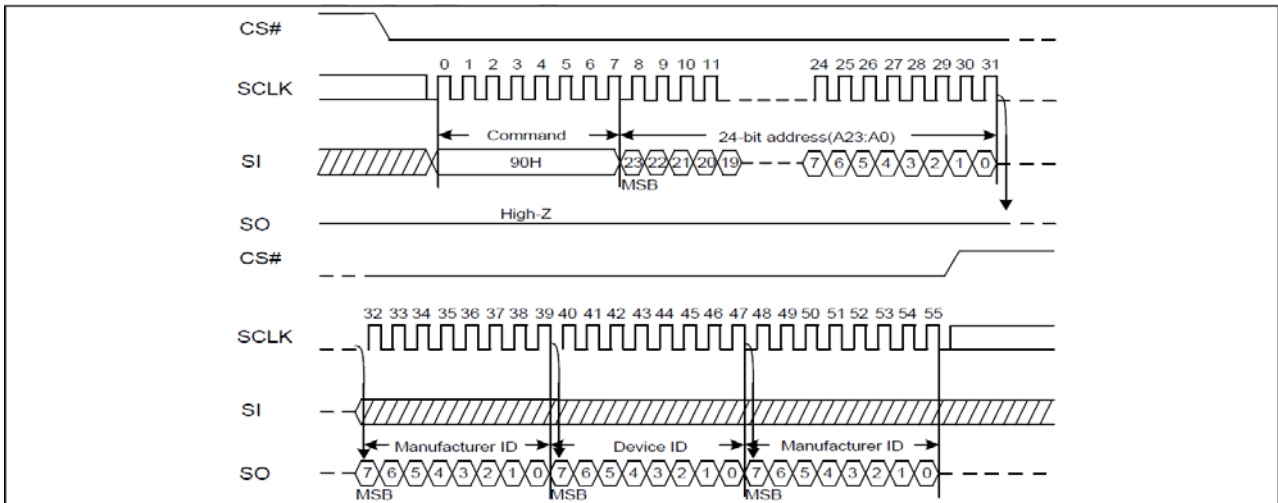 CS#
0 1 2 3 4 5 6 7 8 9 10 11 24 25 26 27 28 29 30 31
SCLK
Command 24-bit address(A23:A0)
SI 90H 23 22 21 20 19 7 6 5 4 3 2 1 0
MSB
High-Z
SO
CS#
32 33 34 35 36 37 38 39 40 41 42 43 44 45 46 47 48 49 50 51 52 53 54 55
SCLK
SI
Manufacturer ID Device ID Manufacturer ID
SO 7 6 5 4 3 2 1 0 7 6 5 4 3 2 1 0 7 6 5 4 3 2 1 0
MSB MSB MSB